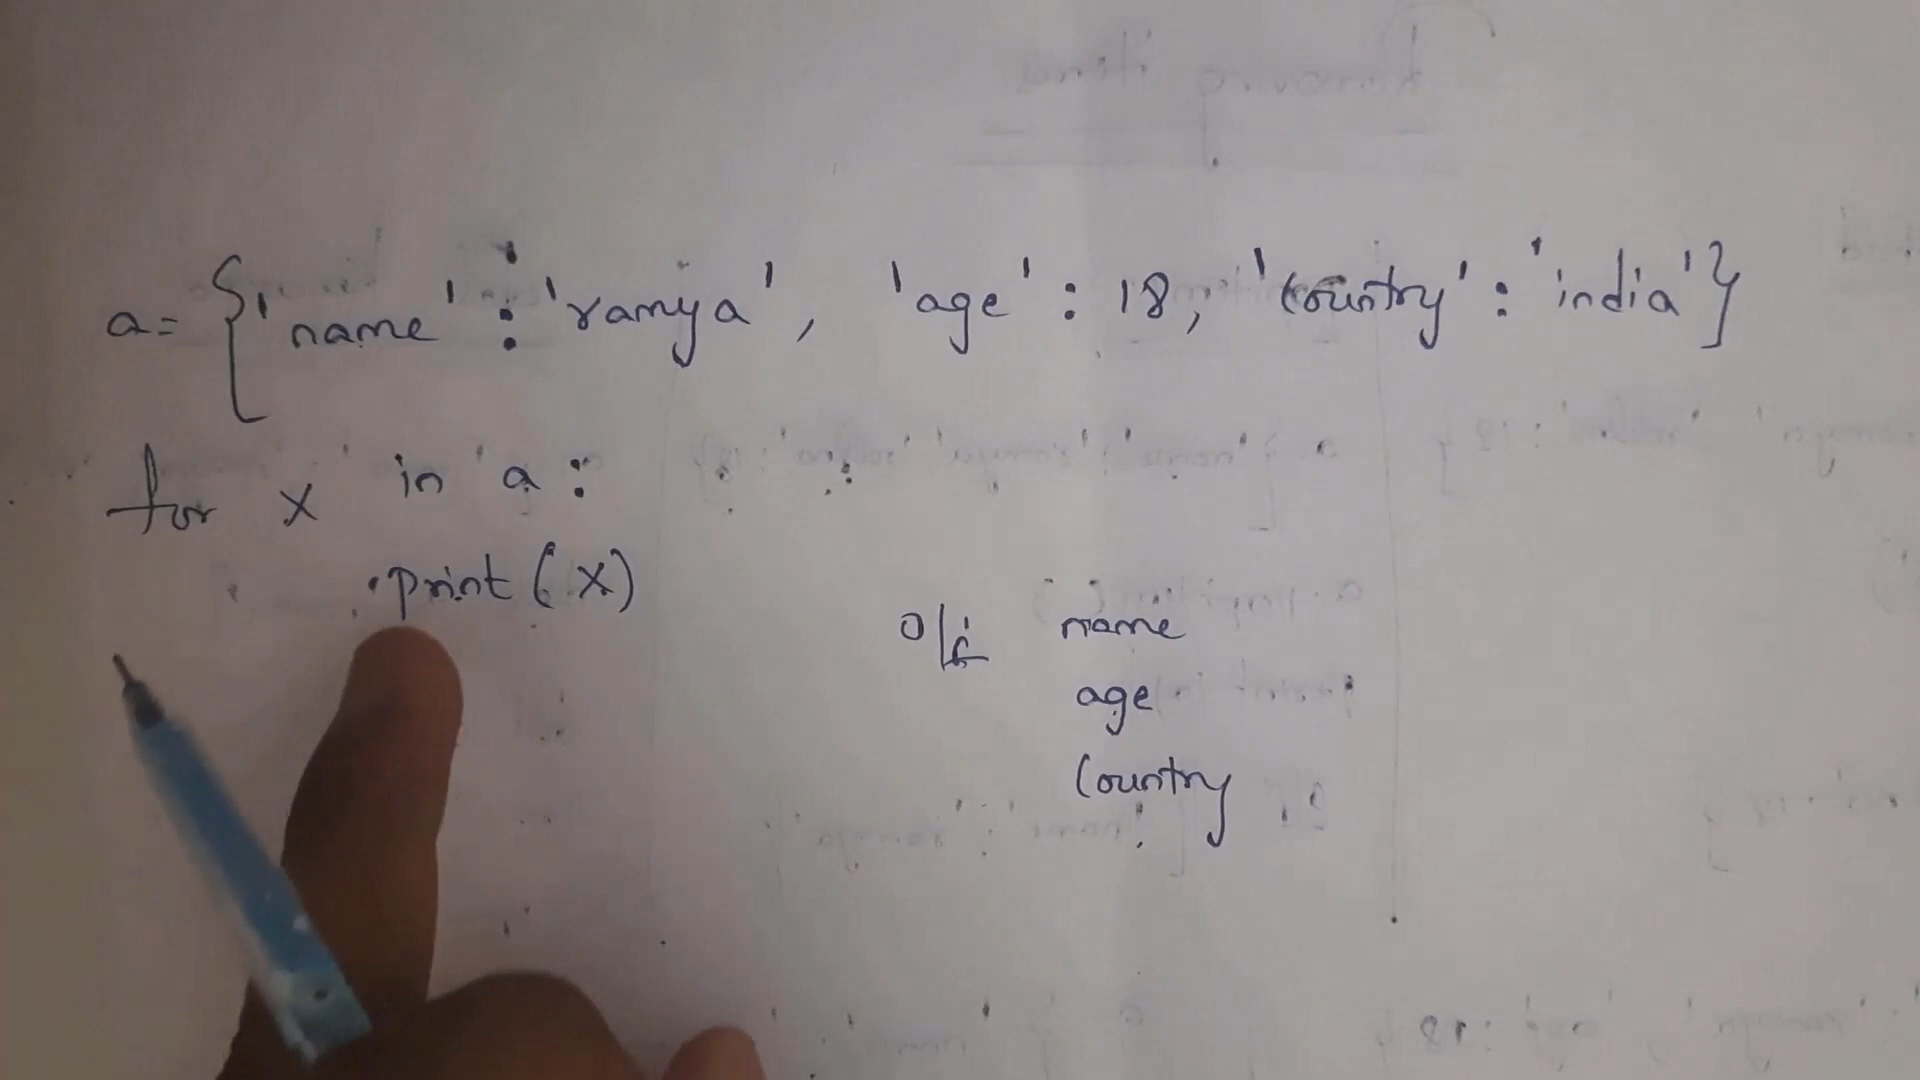 a= {'name' : 'ramya', 'age' : 18, 'country' : 'india'}
for x in a :
print (x)
name
age
Country